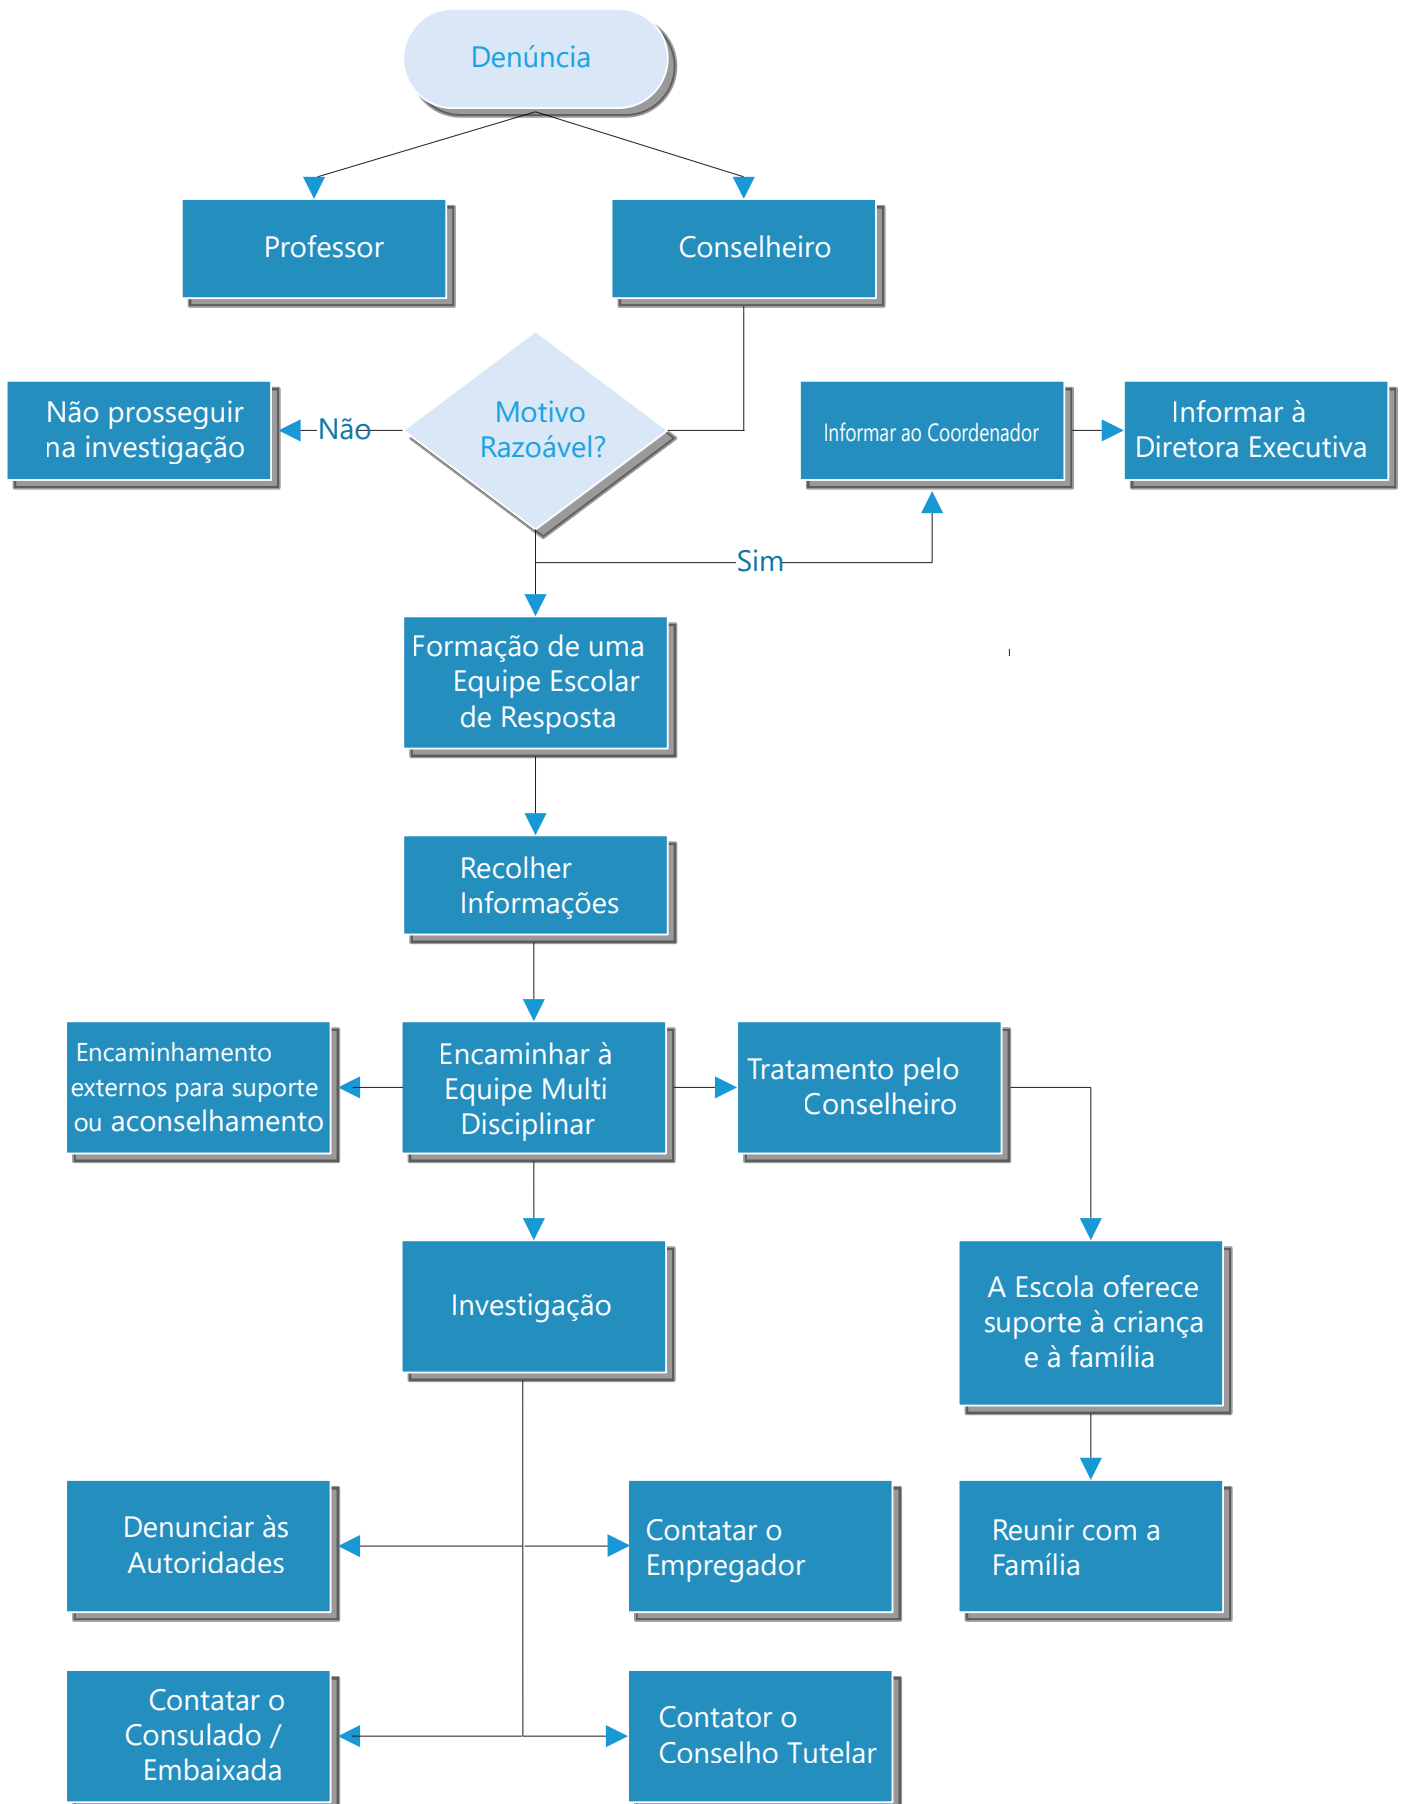 Denúncia
Professor
Conselheiro
Não prosseguir
na investigação
Não
Motivo
Razoável?
Informar ao Coordenador
Informar à
Diretora Executiva
Sim
Formação de uma
Equipe Escolar
de Resposta
Recolher
Informações
Encaminhamento
externos para suporte
ou aconselhamento
Encaminhar à
Equipe Multi
Disciplinar
Tratamento pelo
Conselheiro
Investigação
A Escola oferece
suporte à criança
e à família
Denunciar às
Autoridades
Contatar o
Empregador
Reunir com a
Família
Contatar o
Consulado /
Embaixada
Contator o
Conselho Tutelar